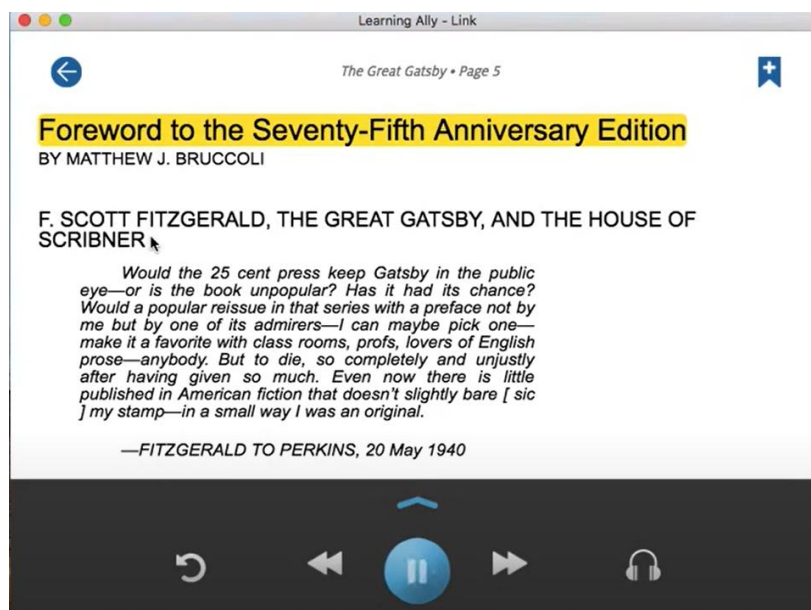 Learning Ally - Link
The Great Gatsby • Page 5
Foreword to the Seventy-Fifth Anniversary Edition
BY MATTHEW J. BRUCCOLI
F. SCOTT FITZGERALD, THE GREAT GATSBY, AND THE HOUSE OF
SCRIBNER
Would the 25 cent press keep Gatsby in the public
eye—or is the book unpopular? Has it had its chance?
Would a popular reissue in that series with a preface not by
me but by one of its admirers—I can maybe pick one—
make it a favorite with class rooms, profs, lovers of English
prose—anybody. But to die, so completely and unjustly
after having given so much. Even now there is little
published in American fiction that doesn't slightly bare [ sic
] my stamp—in a small way I was an original.
—FITZGERALD TO PERKINS, 20 May 1940